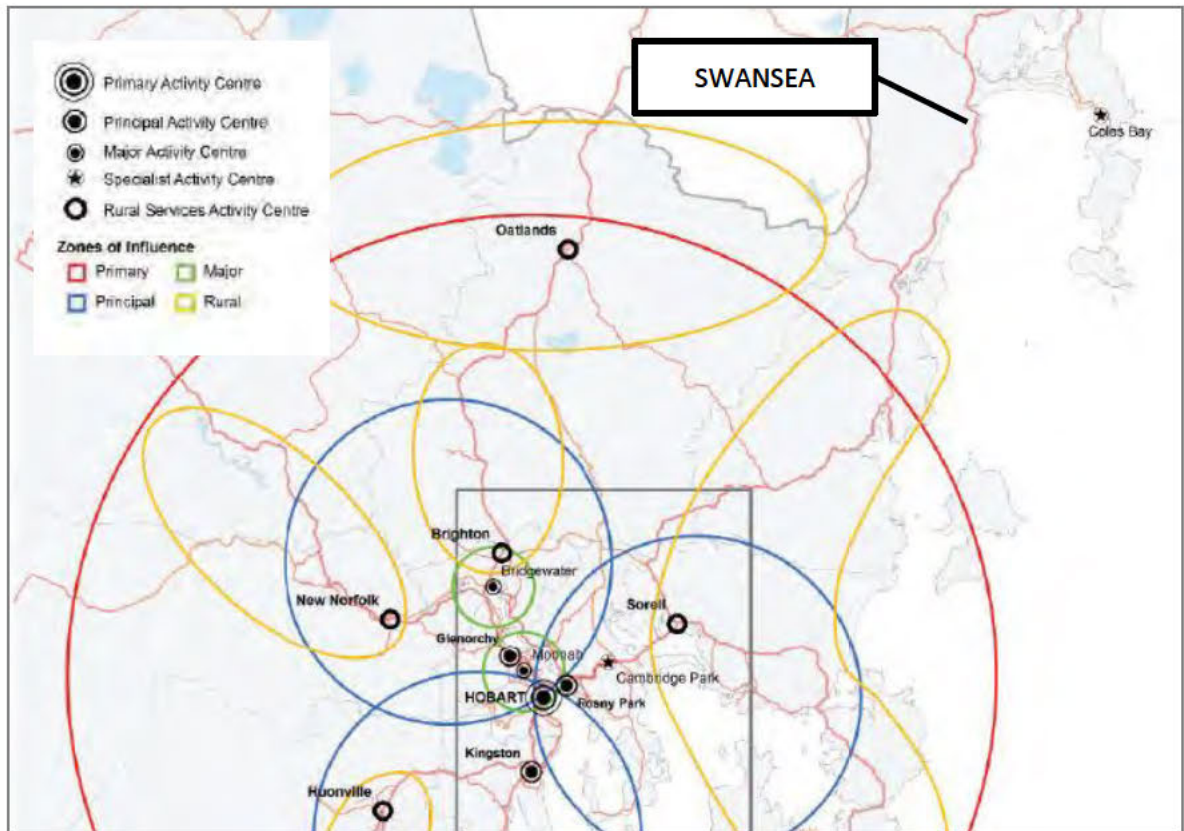 SWANSEA
Primary Activity Centre
Principal Activity Centre
Major Activity Centre
Specialist Activity Centre
Rural Services Activity Centre
Zones of Influence
Primary
Major
Principal
Rural
Coles Bay
Oatlands
Brighton
Bridgewater
New Norfolk
Sorell
Glenorchy
Moonah
Cambridge Park
HOBART
Rosny Park
Kingston
Huonville